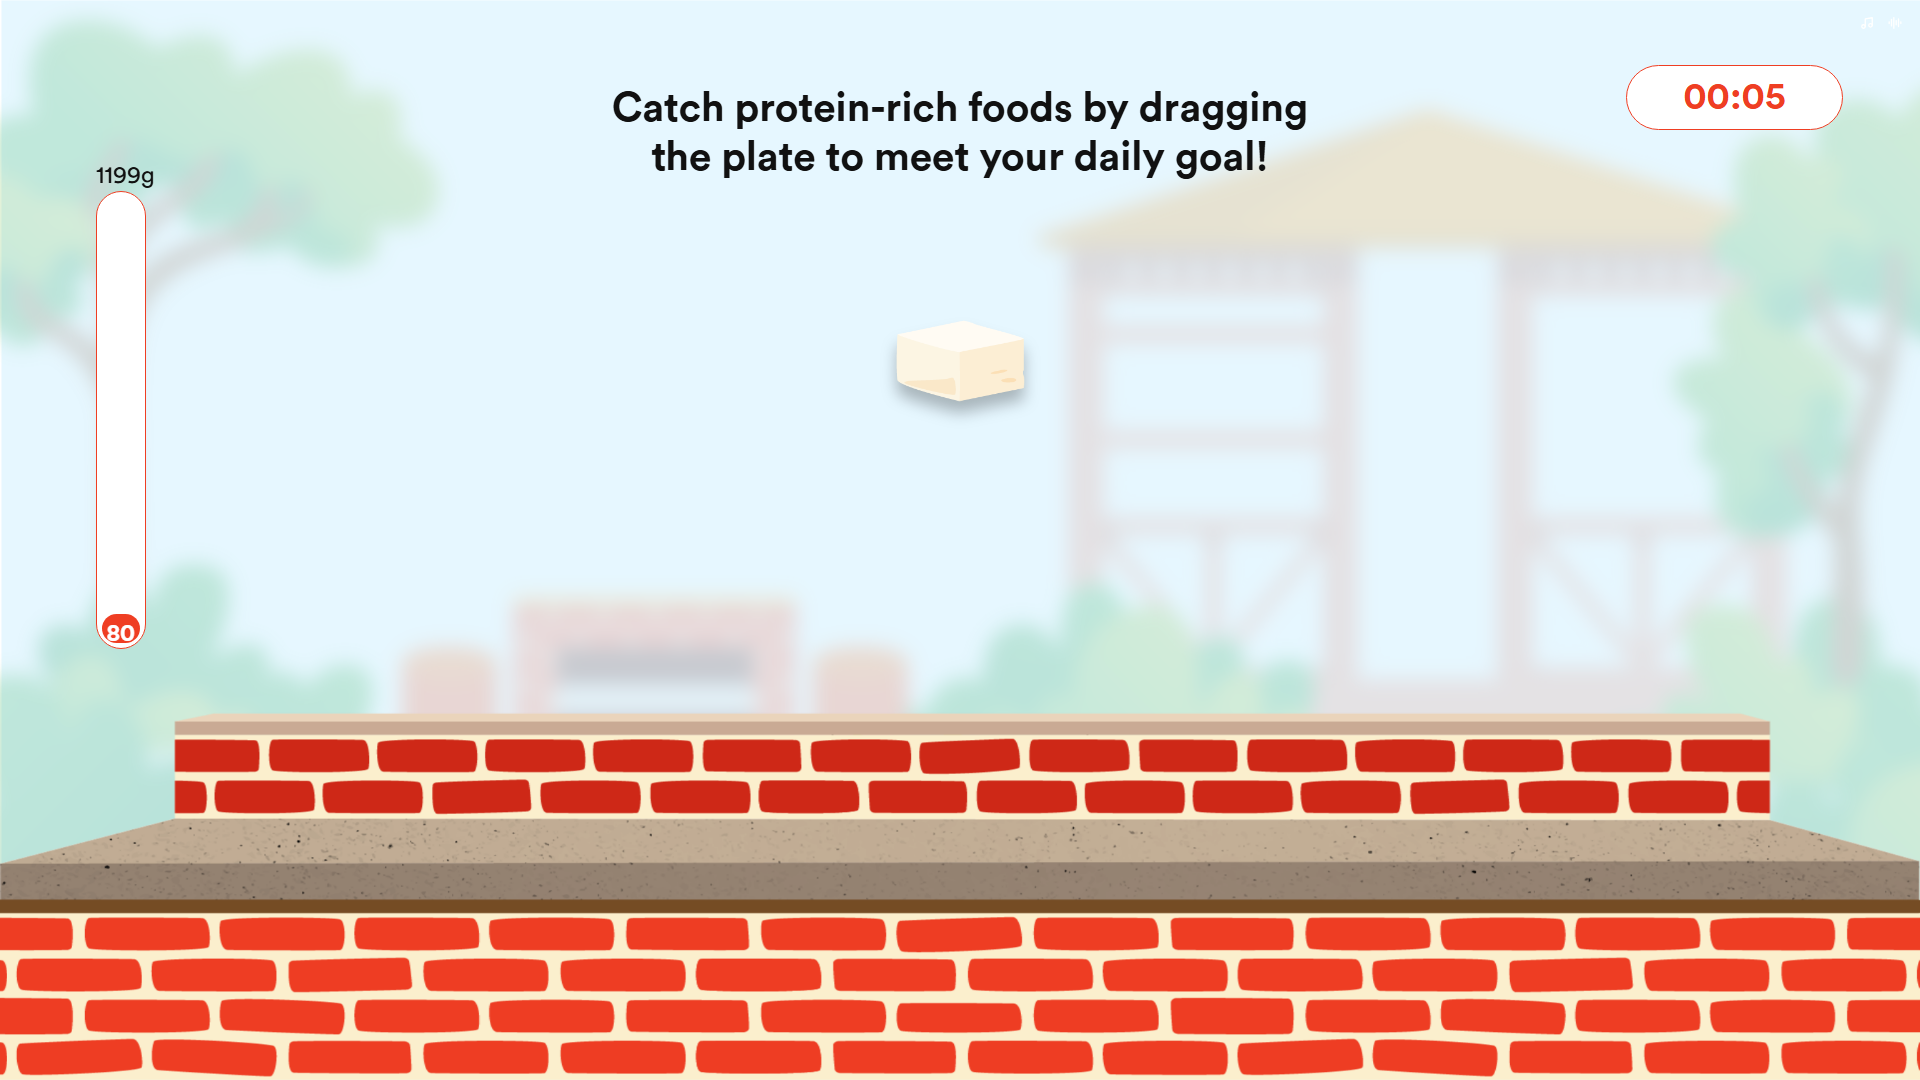 Catch protein-rich foods by dragging
the plate to meet your daily goal!
00:05
1199g
80